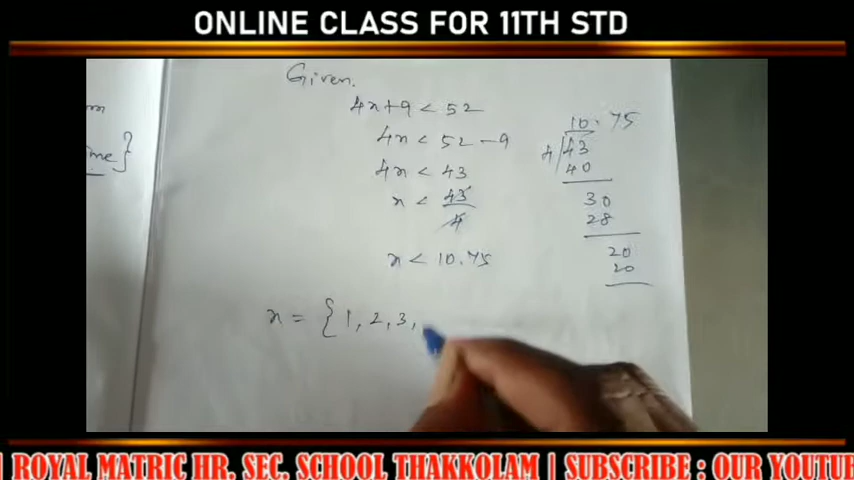 ONLINE CLASS FOR 11TH STD
Given.
4x+9 < 52
4x < 52-9
4x < 43
x < 43/4
x < 10.75
10.75
4 43
40
30
28
20
20
x = { 1, 2, 3,
me}
| ROYAL MATRIC HR. SEC. SCHOOL THAKKOLAM | SUBSCRIBE : OUR YOUTU